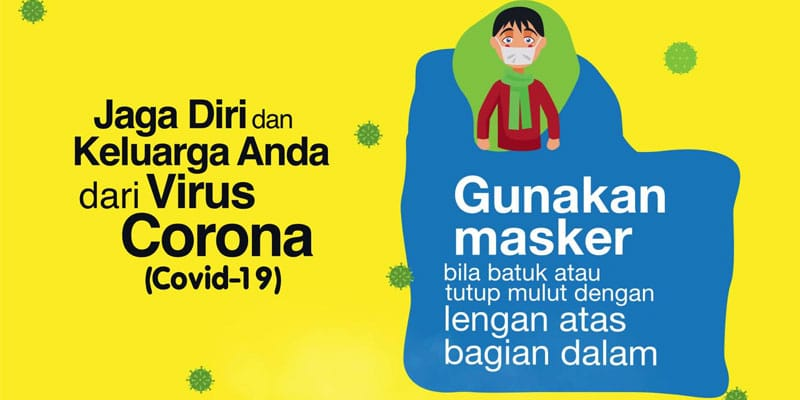 Jaga Diri dan
Keluarga Anda
dari Virus
Corona
(Covid-19)
Gunakan
masker
bila batuk atau
tutup mulut dengan
lengan atas
bagian dalam